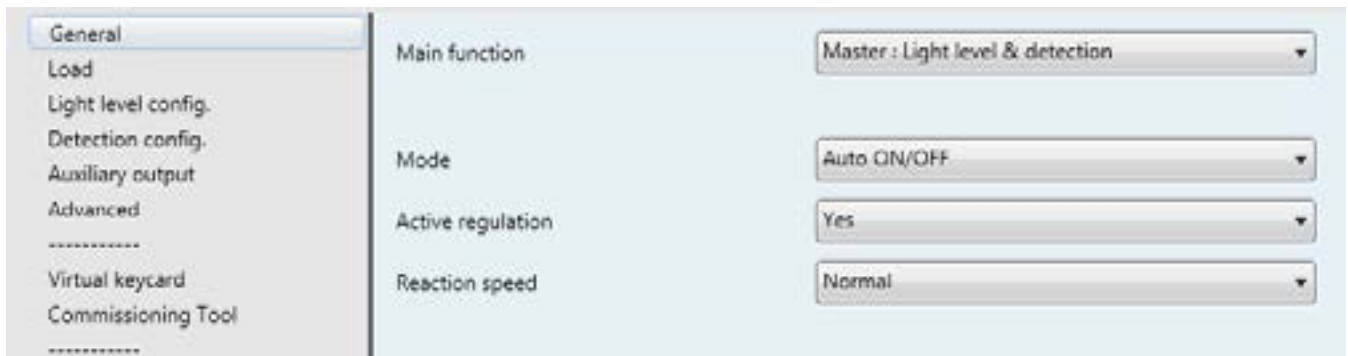 General
Load
Light level config.
Detection config.
Auxiliary output
Advanced
-----------
Virtual keycard
Commissioning Tool
-----------
Main function
Master : Light level & detection
Mode
Auto ON/OFF
Active regulation
Yes
Reaction speed
Normal